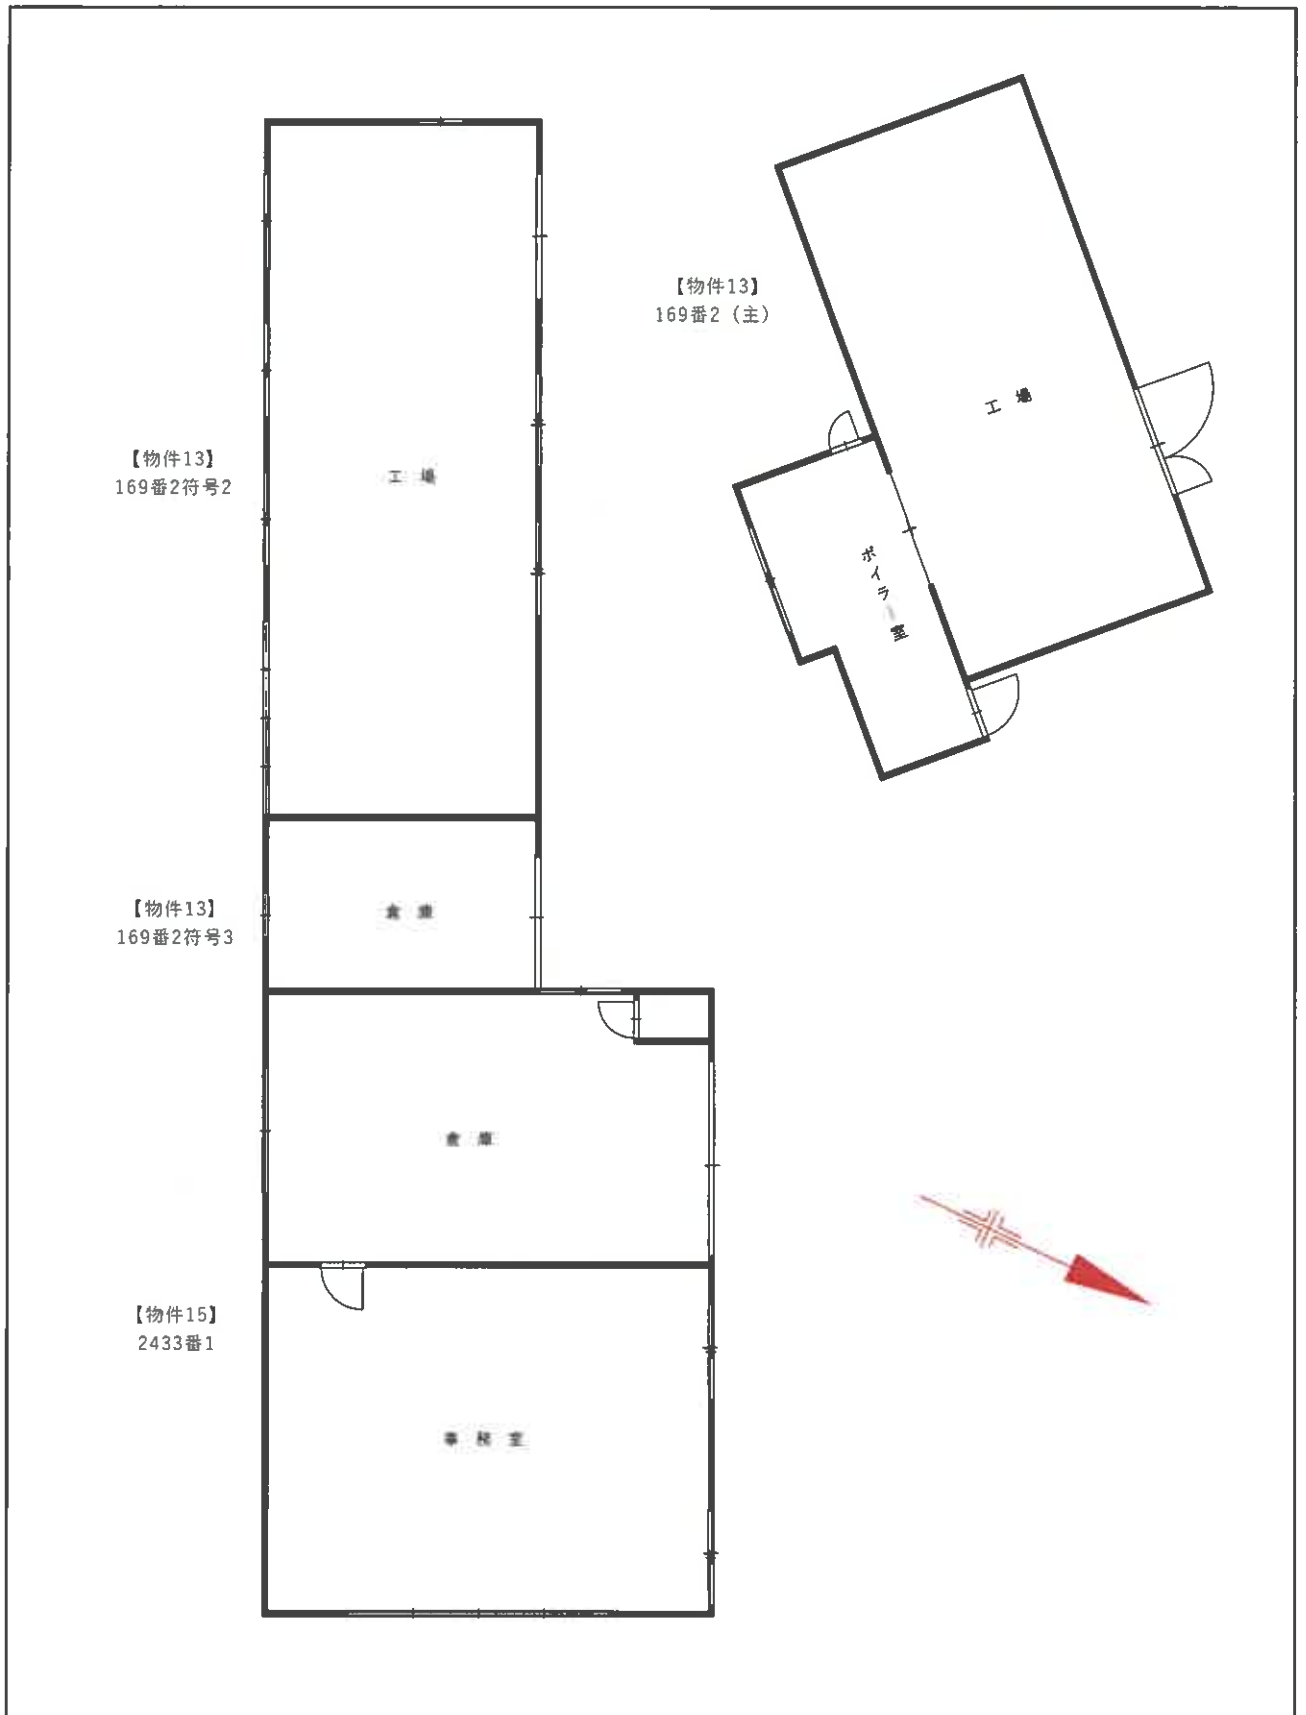 【物件13】
169番2（主）
工場
ボイラー室
【物件13】
169番2符号2
工場
【物件13】
169番2符号3
倉庫
倉庫
【物件15】
2433番1
事務室